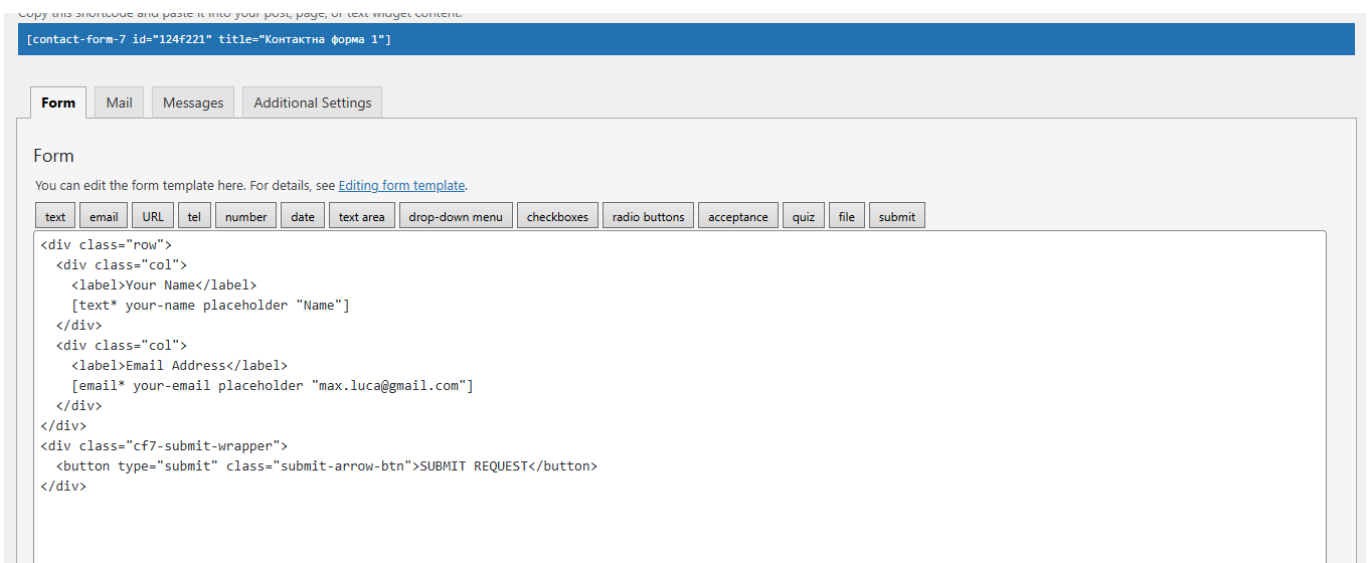 Copy this shortcode and paste it into your post, page, or text widget content:
[contact-form-7 id="124f221" title="Контактна форма 1"]
Form Mail Messages Additional Settings
Form
You can edit the form template here. For details, see Editing form template.
text email URL tel number date text area drop-down menu checkboxes radio buttons acceptance quiz file submit
<div class="row">
<div class="col">
<label>Your Name</label>
[text* your-name placeholder "Name"]
</div>
<div class="col">
<label>Email Address</label>
[email* your-email placeholder "max.luca@gmail.com"]
</div>
</div>
<div class="cf7-submit-wrapper">
<button type="submit" class="submit-arrow-btn">SUBMIT REQUEST</button>
</div>